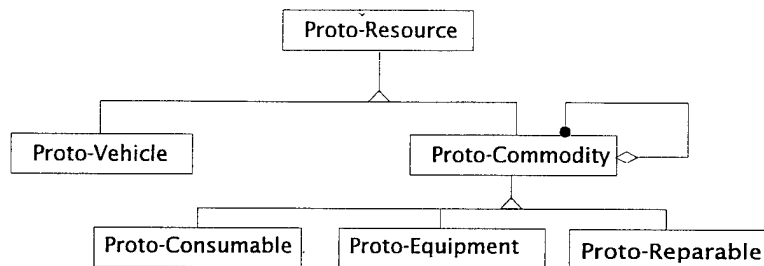 Proto-Resource
Proto-Vehicle
Proto-Commodity
Proto-Consumable
Proto-Equipment
Proto-Reparable